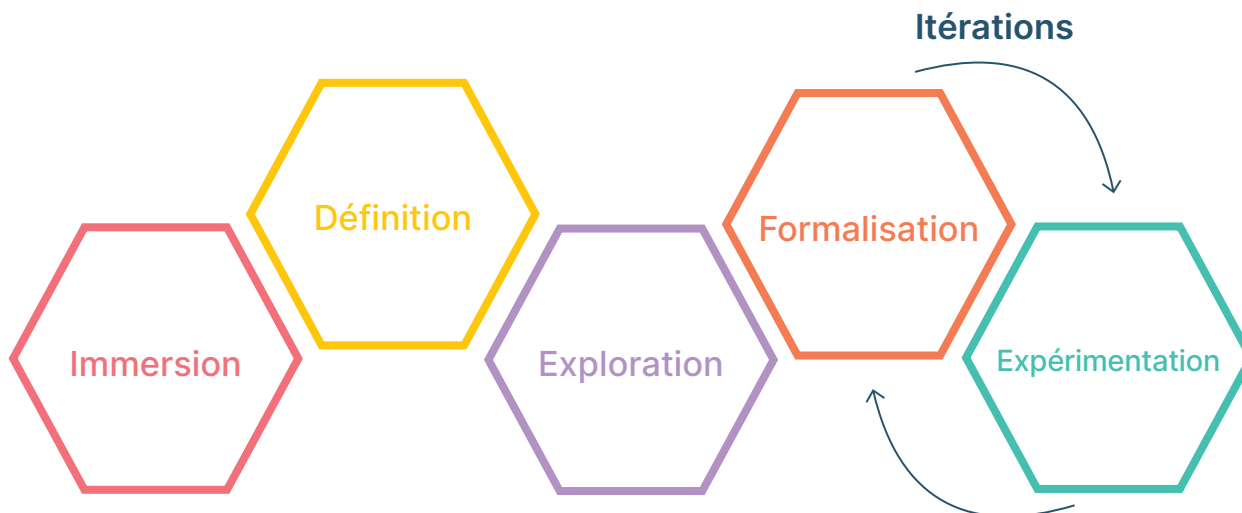 Itérations
Définition
Formalisation
Immersion
Exploration
Expérimentation